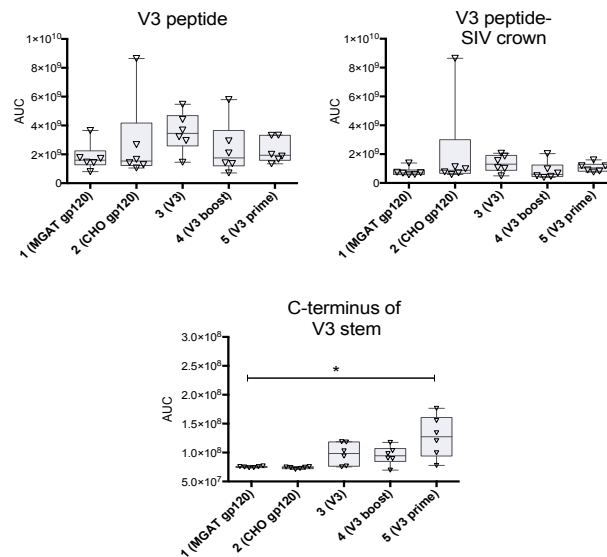 V3 peptide
1×10¹⁰
8×10⁹
6×10⁹
4×10⁹
2×10⁹
0
AUC
1 (MGAT gp120)
2 (CHO gp120)
3 (V3)
4 (V3 boost)
5 (V3 prime)
V3 peptide-
SIV crown
1×10¹⁰
8×10⁹
6×10⁹
4×10⁹
2×10⁹
0
AUC
1 (MGAT gp120)
2 (CHO gp120)
3 (V3)
4 (V3 boost)
5 (V3 prime)
C-terminus of
V3 stem
3.0×10⁸
2.5×10⁸
2.0×10⁸
1.5×10⁸
1.0×10⁸
5.0×10⁷
AUC
*
1 (MGAT gp120)
2 (CHO gp120)
3 (V3)
4 (V3 boost)
5 (V3 prime)